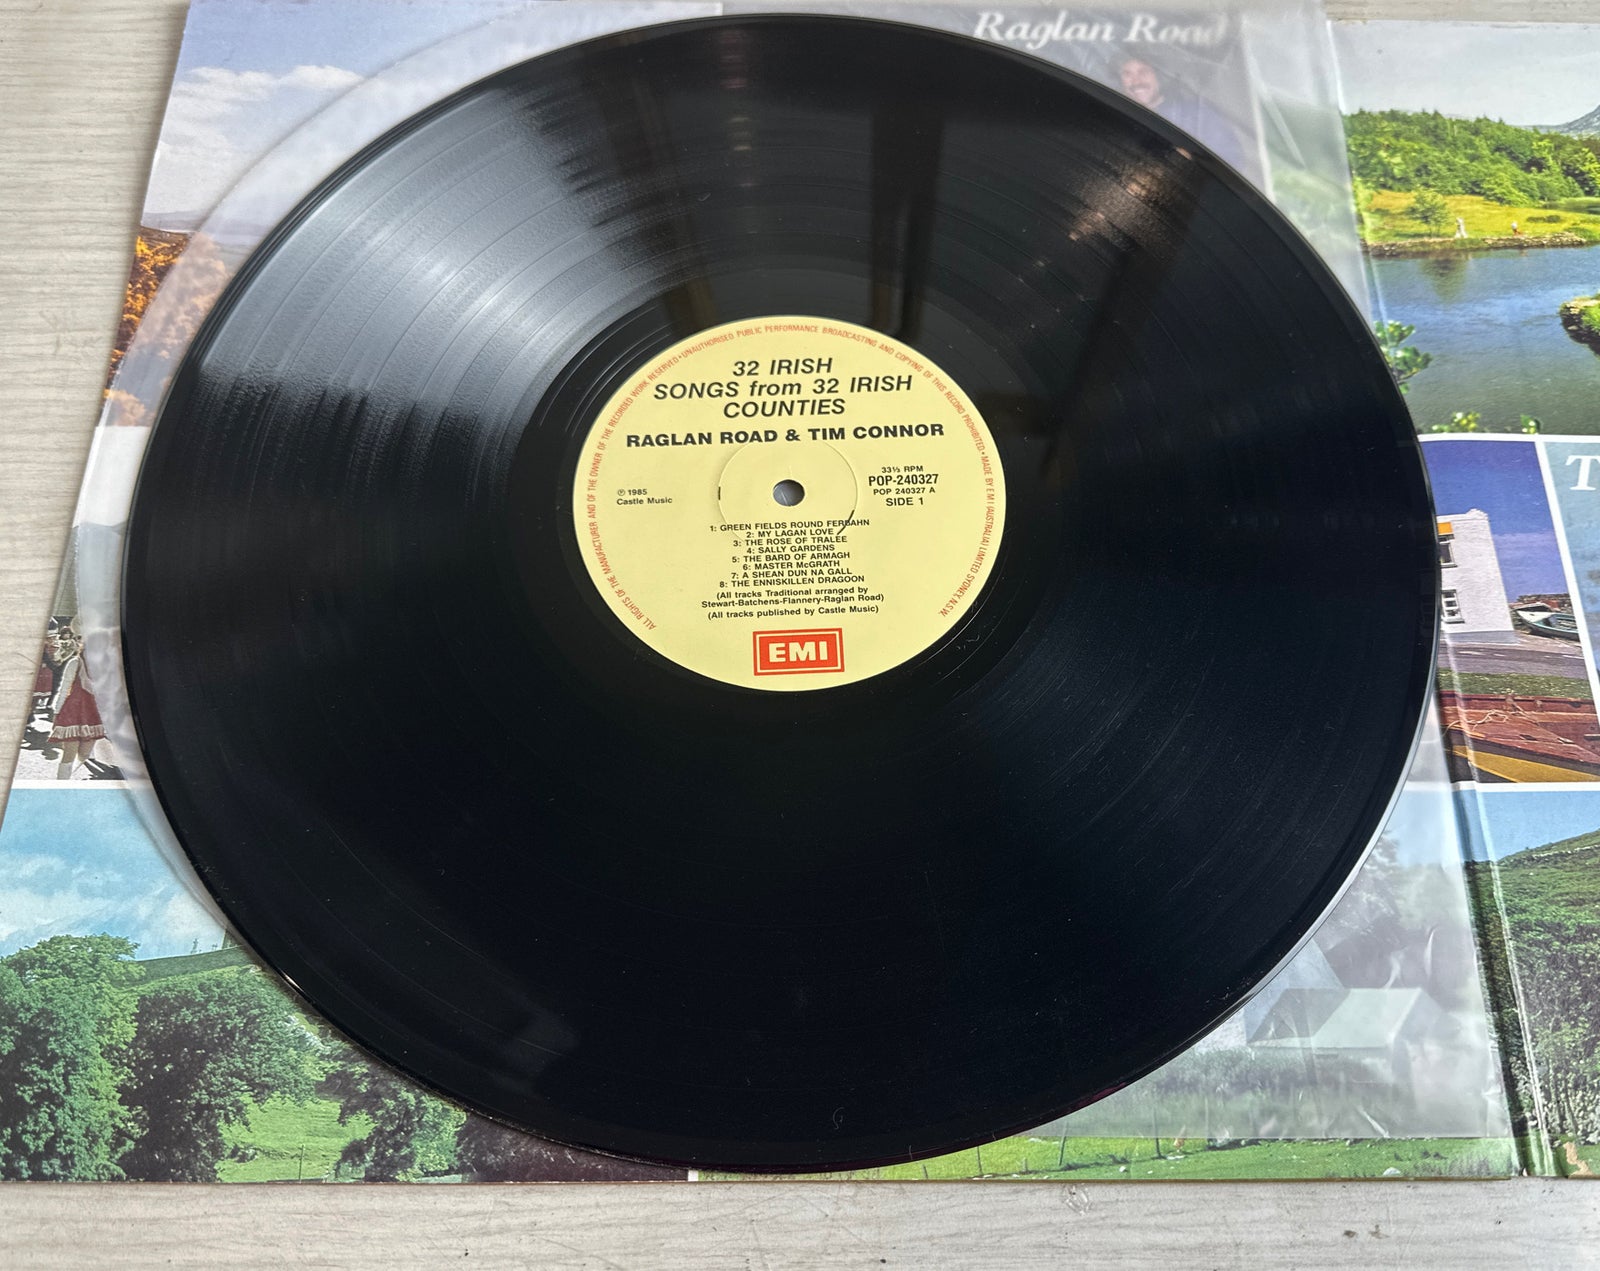 Raglan Road
T
ALL RIGHTS OF THE MANUFACTURER AND OF THE OWNER OF THE RECORDED WORK RESERVED • UNAUTHORISED PUBLIC PERFORMANCE BROADCASTING AND COPYING OF THIS RECORD PROHIBITED. • MADE BY EMI (AUSTRALIA) LIMITED SYDNEY, N.S.W.
32 IRISH
SONGS from 32 IRISH
COUNTIES
RAGLAN ROAD & TIM CONNOR
℗ 1985
Castle Music
33⅓ RPM
POP-240327
POP 240327 A
SIDE 1
1: GREEN FIELDS ROUND FERBAHN
2: MY LAGAN LOVE
3: THE ROSE OF TRALEE
4: SALLY GARDENS
5: THE BARD OF ARMAGH
6: MASTER McGRATH
7: A SHEAN DUN NA GALL
8: THE ENNISKILLEN DRAGOON
(All tracks Traditional arranged by
Stewart-Batchens-Flannery-Raglan Road)
(All tracks published by Castle Music)
EMI